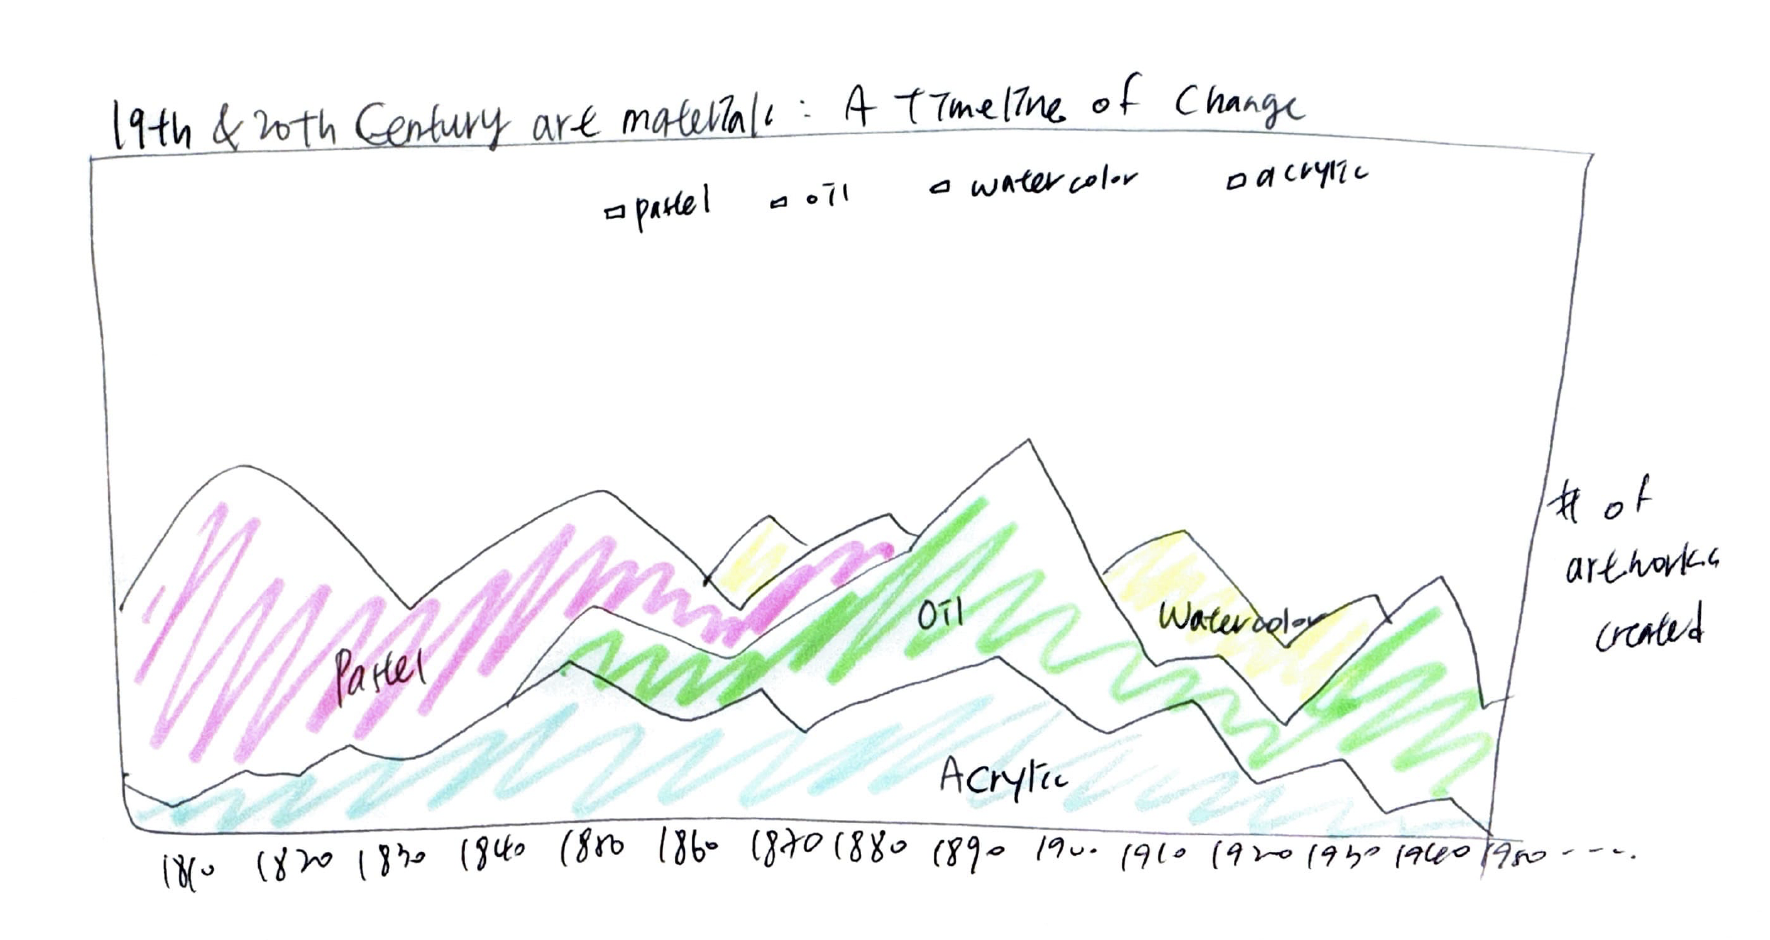 19th & 20th Century art materials : A Timeline of Change
pastel oil watercolor acrylic
# of
artworks
created
Pastel
Oil
Watercolor
Acrylic
1810 1820 1830 1840 1850 1860 1870 1880 1890 1900 1910 1920 1930 1940 1950 ----.